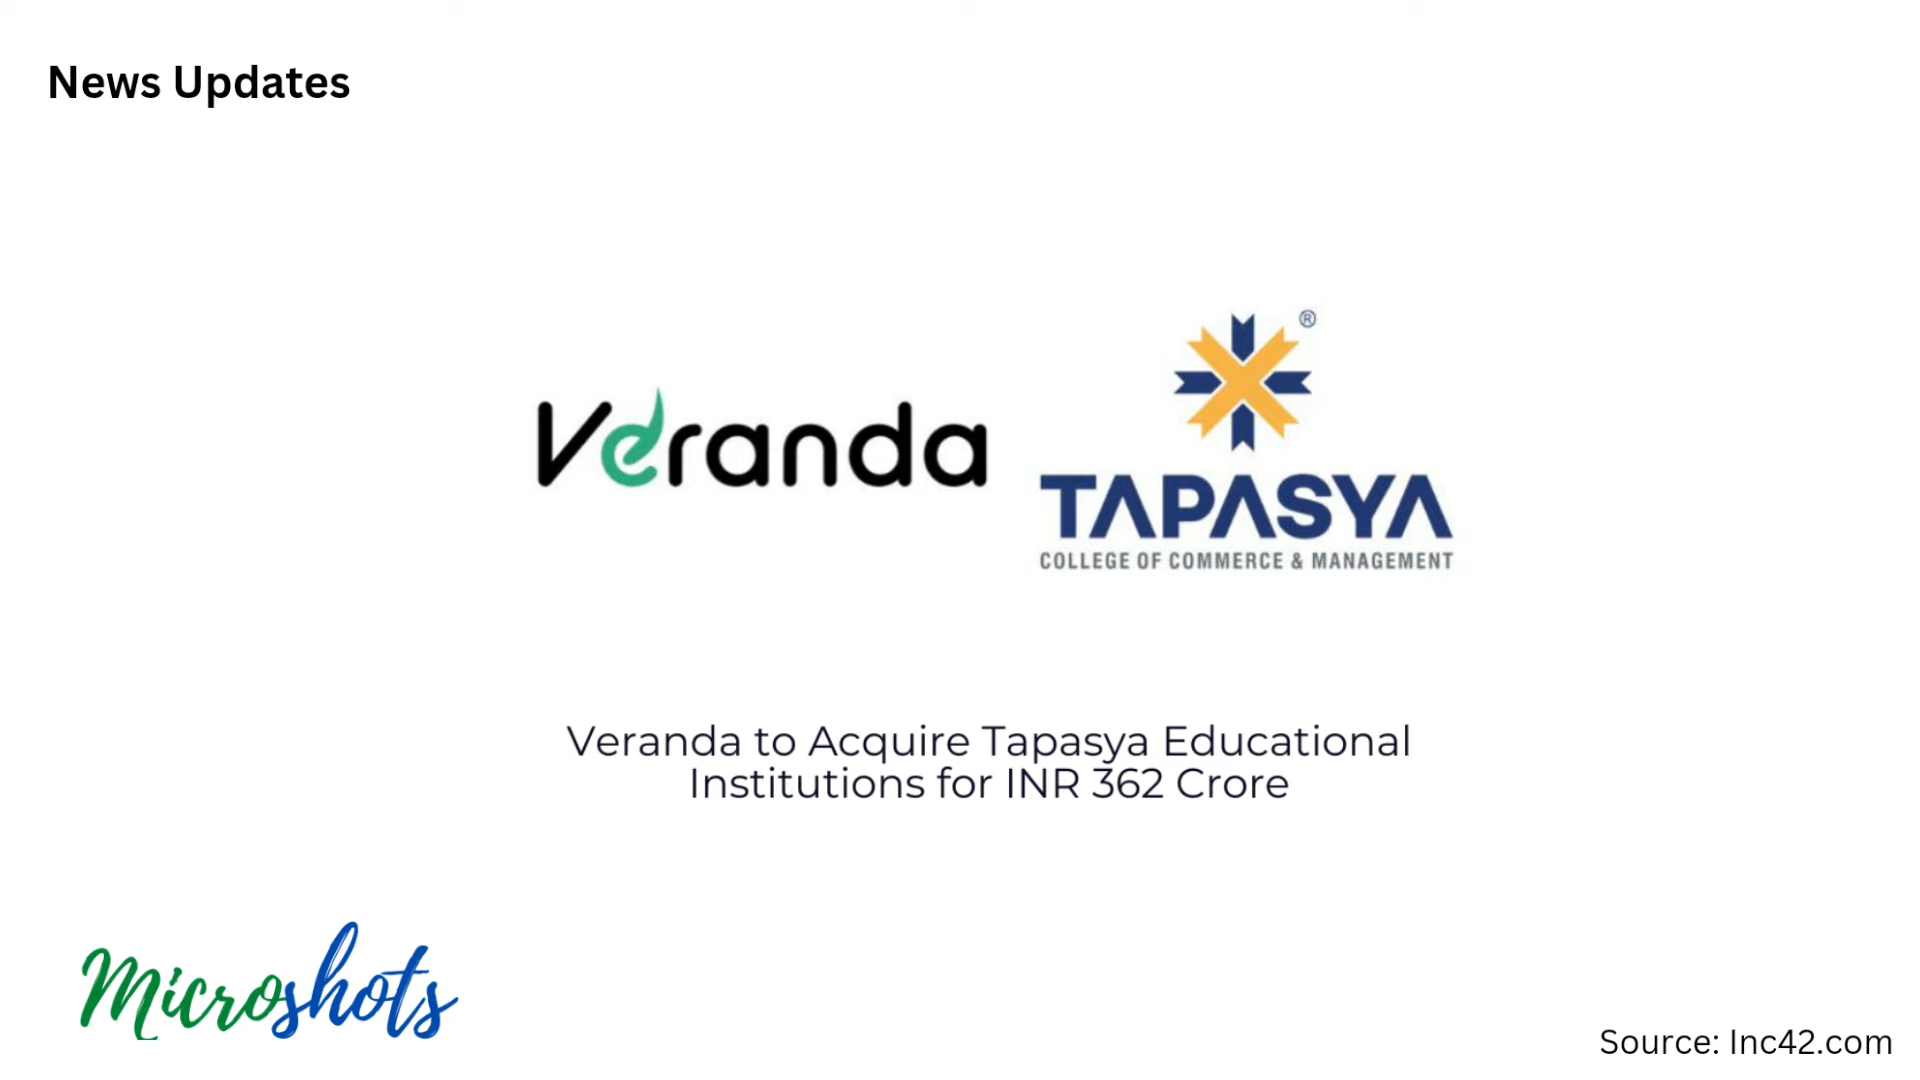 News Updates
Veranda
®
TAPASYA
COLLEGE OF COMMERCE & MANAGEMENT
Veranda to Acquire Tapasya Educational
Institutions for INR 362 Crore
Microshots
Source: Inc42.com